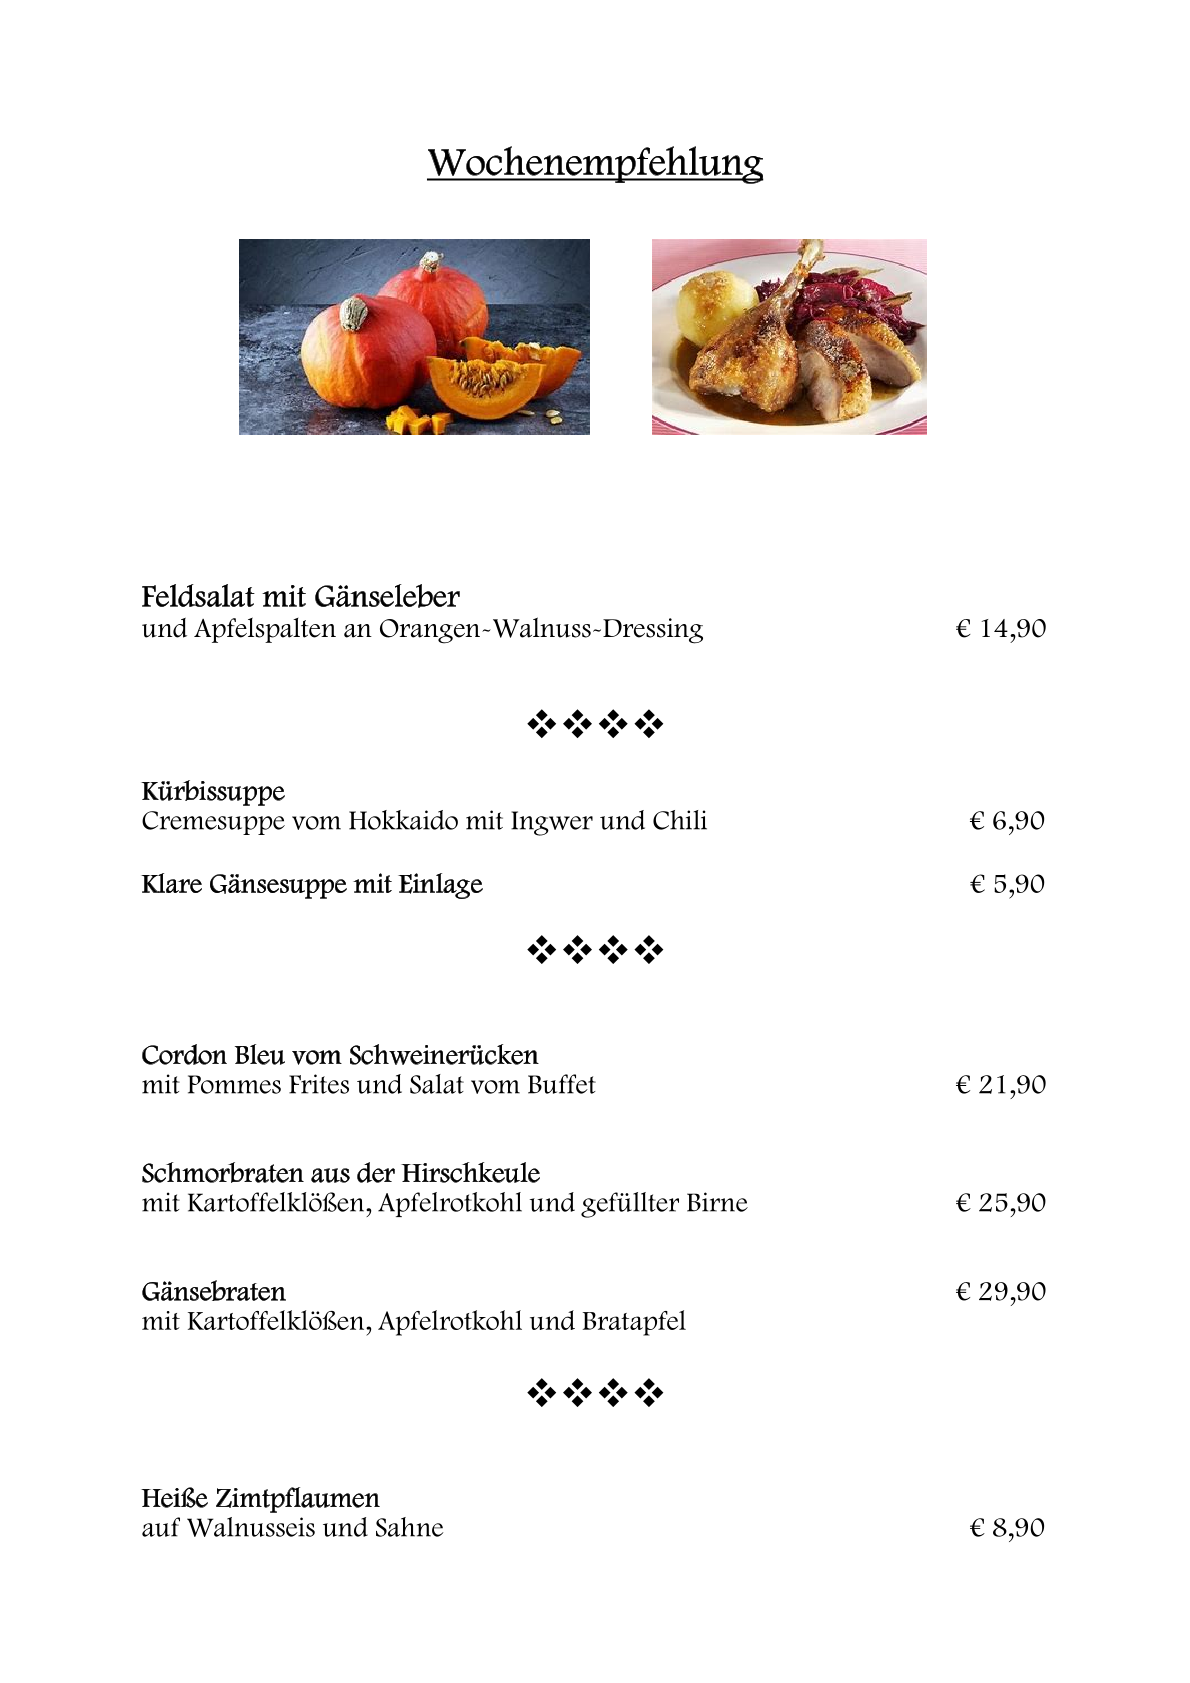 Wochenempfehlung
Feldsalat mit Gänseleber
und Apfelspalten an Orangen-Walnuss-Dressing € 14,90
❖❖❖❖
Kürbissuppe
Cremesuppe vom Hokkaido mit Ingwer und Chili € 6,90
Klare Gänsesuppe mit Einlage € 5,90
❖❖❖❖
Cordon Bleu vom Schweinerücken
mit Pommes Frites und Salat vom Buffet € 21,90
Schmorbraten aus der Hirschkeule
mit Kartoffelklößen, Apfelrotkohl und gefüllter Birne € 25,90
Gänsebraten € 29,90
mit Kartoffelklößen, Apfelrotkohl und Bratapfel
❖❖❖❖
Heiße Zimtpflaumen
auf Walnusseis und Sahne € 8,90